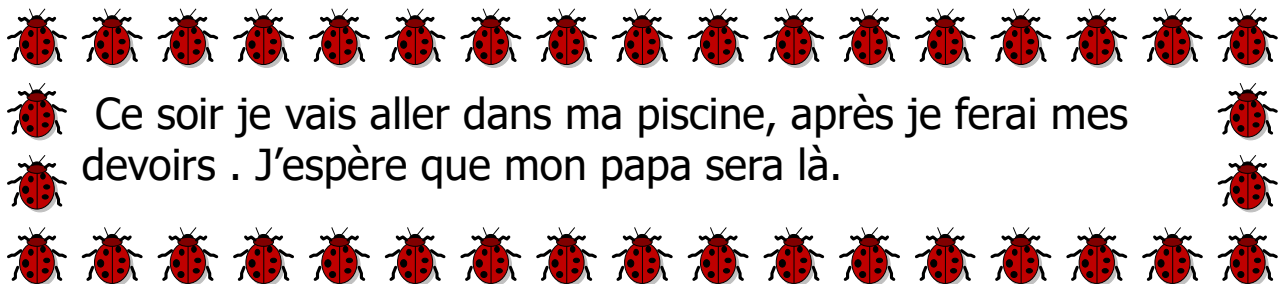 Ce soir je vais aller dans ma piscine, après je ferai mes
devoirs . J’espère que mon papa sera là.